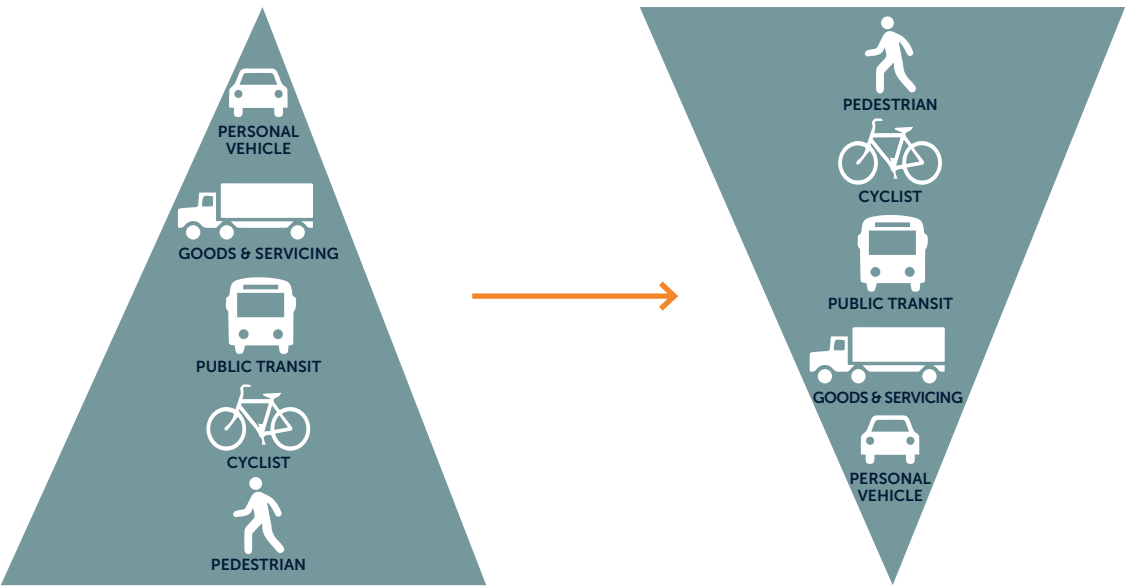 PERSONAL
VEHICLE
GOODS & SERVICING
PUBLIC TRANSIT
CYCLIST
PEDESTRIAN
PEDESTRIAN
CYCLIST
PUBLIC TRANSIT
GOODS & SERVICING
PERSONAL
VEHICLE